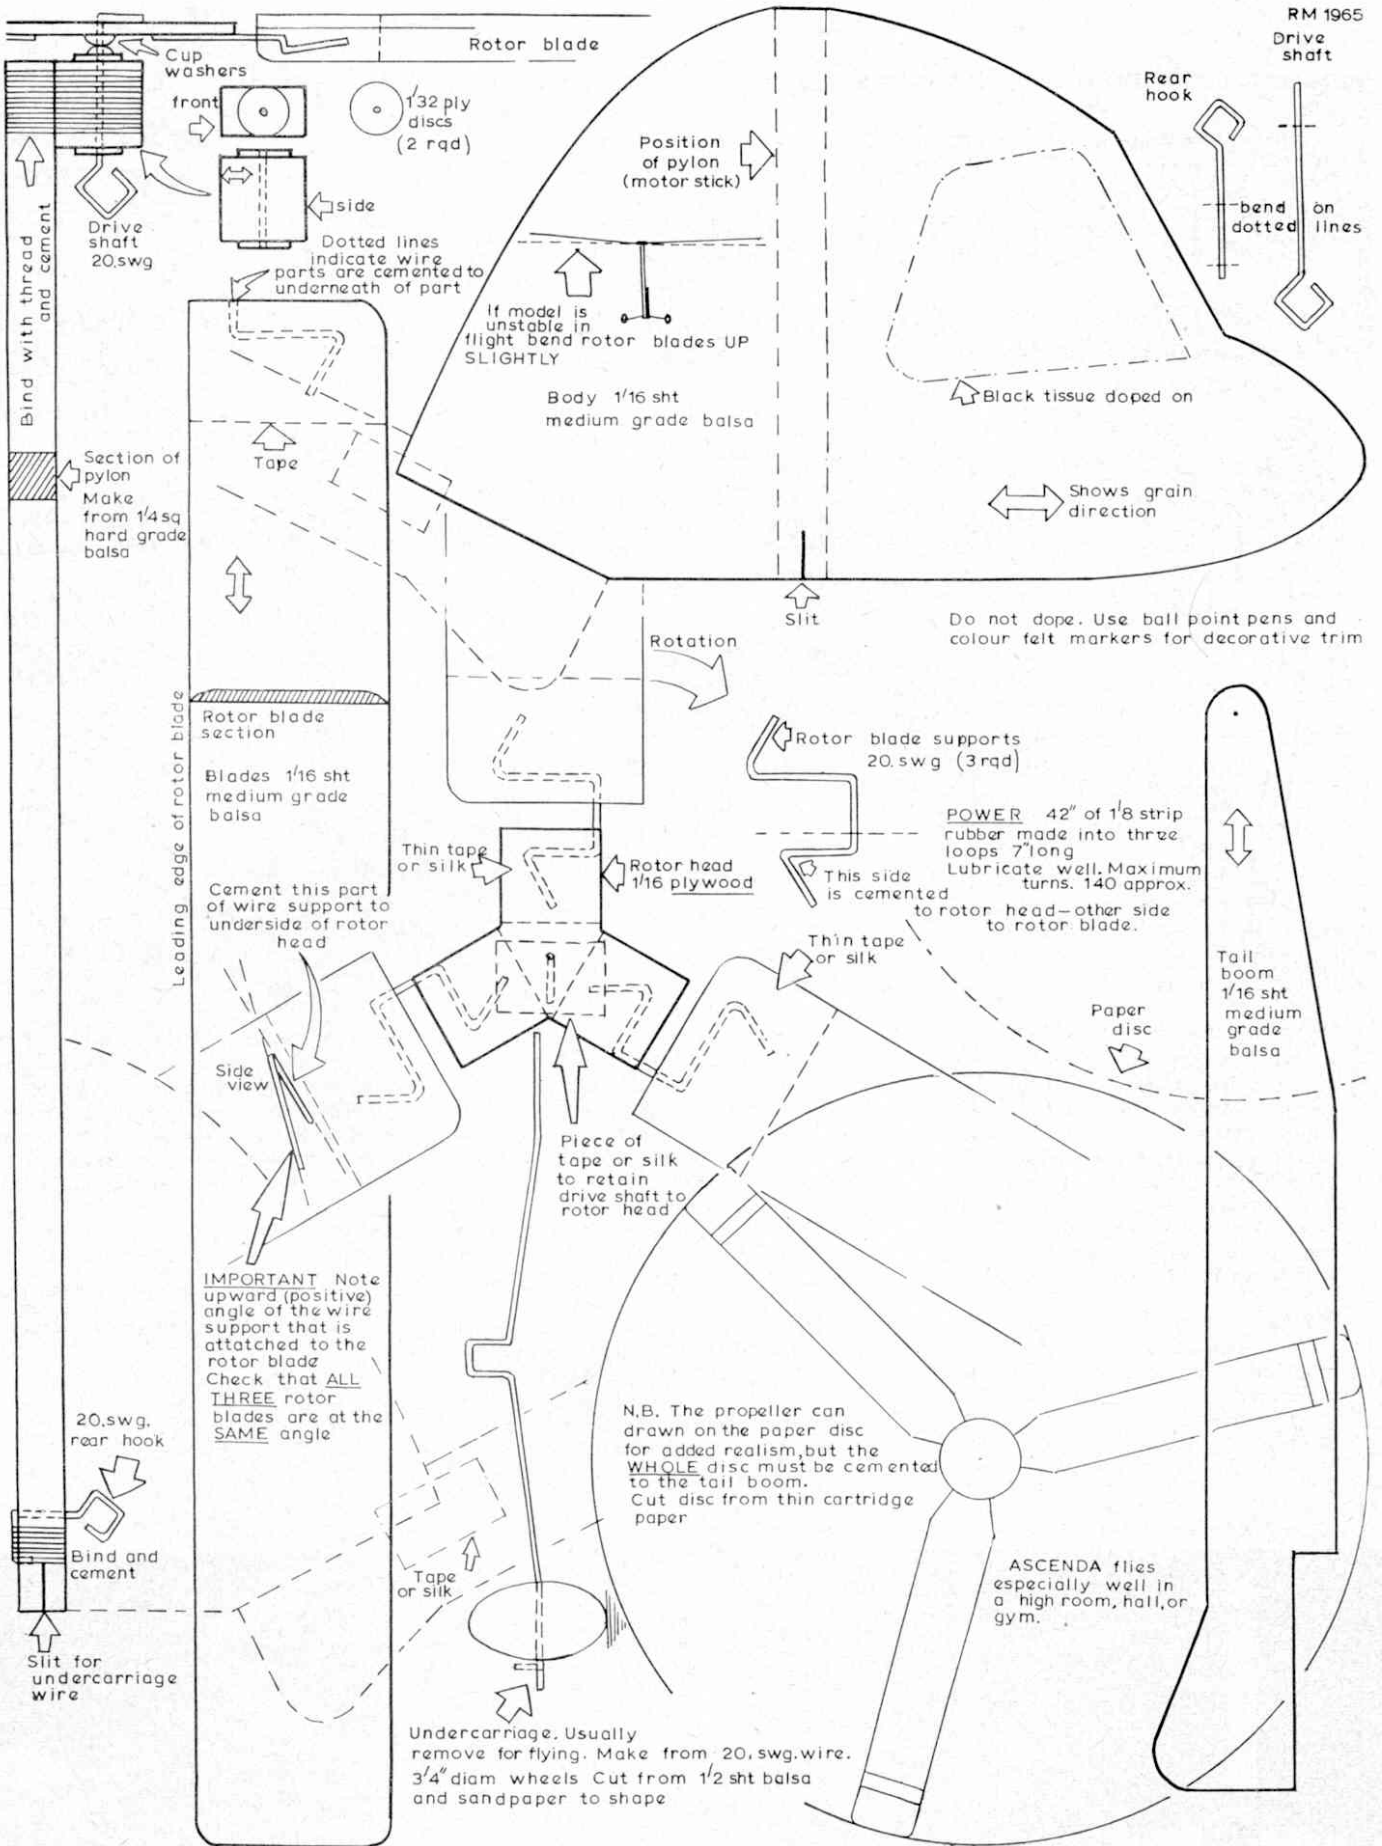 RM 1965
Drive
shaft
Rotor blade
Cup
washers
front
1/32 ply
discs
(2 rqd)
Rear
hook
Position
of pylon
(motor stick)
side
bend on
dotted lines
Drive
shaft
20.swg
Dotted lines
indicate wire
parts are cemented to
underneath of part
Bind with thread
and cement
If model is
unstable in
flight bend rotor blades UP
SLIGHTLY
Body 1/16 sht
medium grade balsa
Black tissue doped on
Tape
Section of
pylon
Make
from 1/4 sq
hard grade
balsa
Shows grain
direction
Slit
Do not dope. Use ball point pens and
colour felt markers for decorative trim
Rotation
Leading edge of rotor blade
Rotor blade
section
Blades 1/16 sht
medium grade
balsa
Rotor blade supports
20.swg (3 rqd)
POWER 42" of 1/8 strip
rubber made into three
loops 7" long
Lubricate well. Maximum
turns. 140 approx.
Thin tape
or silk
Rotor head
1/16 plywood
This side
is cemented
to rotor head-other side
to rotor blade.
Cement this part
of wire support to
underside of rotor
head
Thin tape
or silk
Tail
boom
1/16 sht
medium
grade
balsa
Paper
disc
Side
view
Piece of
tape or silk
to retain
drive shaft to
rotor head
IMPORTANT Note
upward (positive)
angle of the wire
support that is
attatched to the
rotor blade
Check that ALL
THREE rotor
blades are at the
SAME angle
20.swg.
rear hook
N.B. The propeller can
drawn on the paper disc
for added realism, but the
WHOLE disc must be cemented
to the tail boom.
Cut disc from thin cartridge
paper
Bind and
cement
Tape
or silk
ASCENDA flies
especially well in
a high room, hall, or
gym.
Slit for
undercarriage
wire
Undercarriage. Usually
remove for flying. Make from 20.swg.wire.
3/4" diam wheels Cut from 1/2 sht balsa
and sandpaper to shape